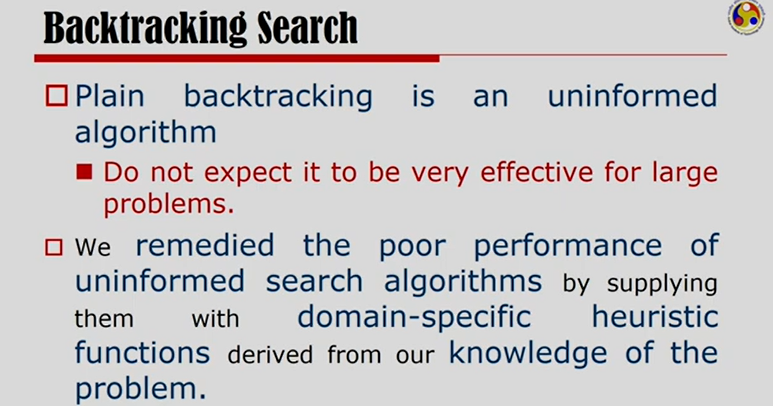 Backtracking Search
Plain backtracking is an uninformed
algorithm
Do not expect it to be very effective for large
problems.
We remedied the poor performance of
uninformed search algorithms by supplying
them with domain-specific heuristic
functions derived from our knowledge of the
problem.